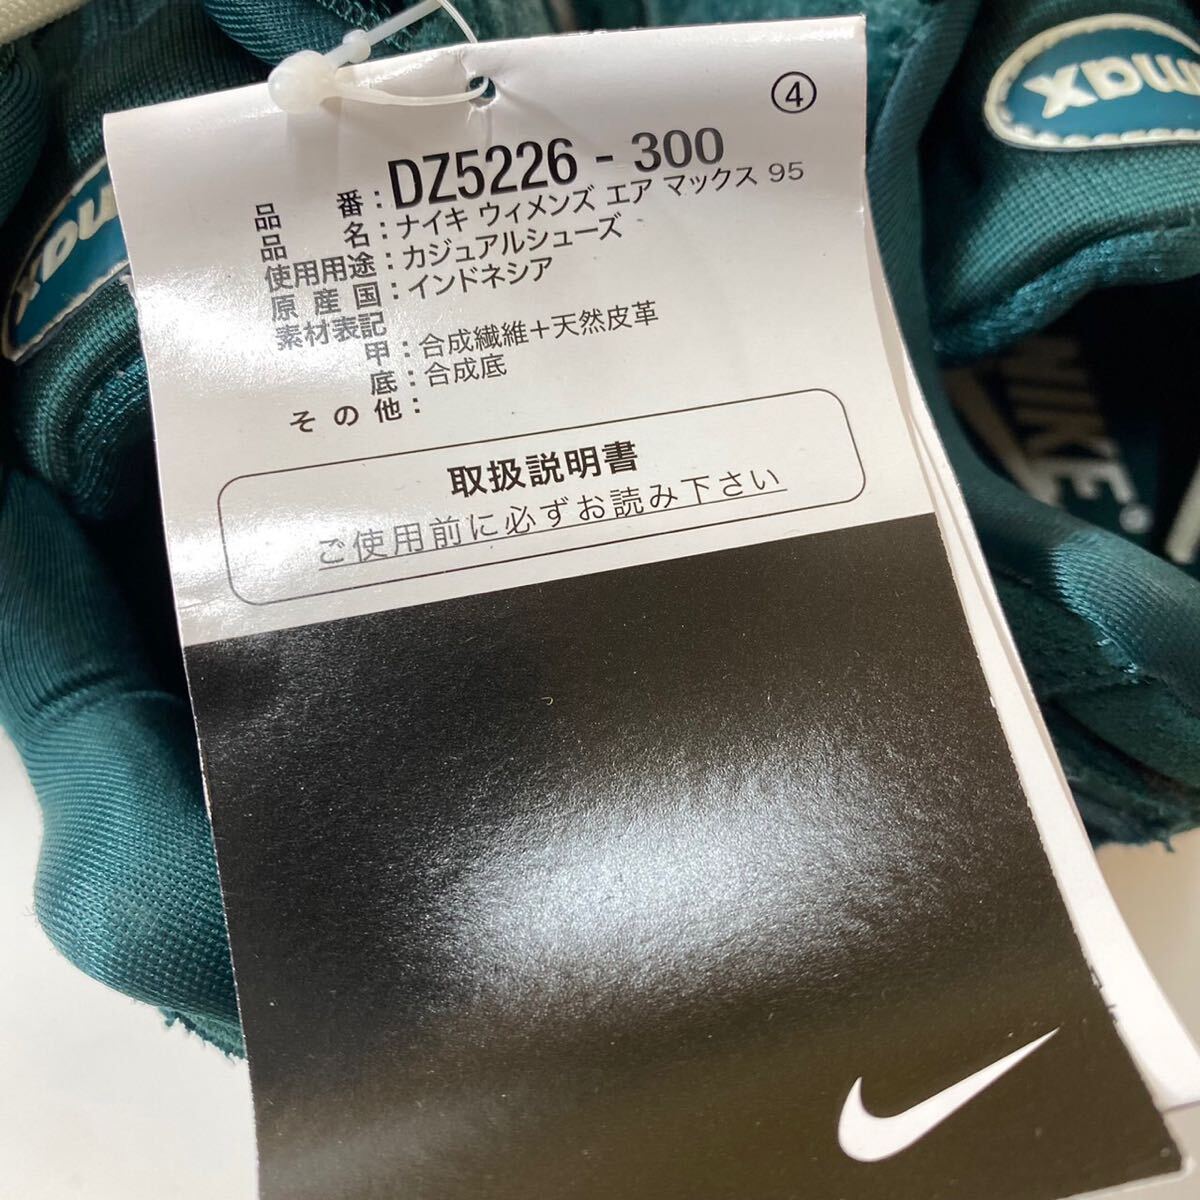 ④
品番：DZ5226 - 300
品名：ナイキ ウィメンズ エア マックス 95
使用用途：カジュアルシューズ
原産国：インドネシア
素材表記
甲：合成繊維＋天然皮革
底：合成底
その他：
取扱説明書
ご使用前に必ずお読み下さい
max
max
NIKE